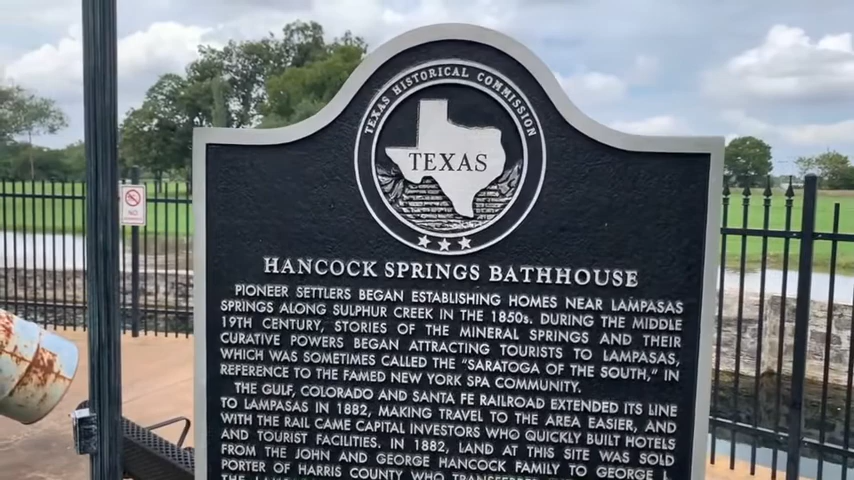 TEXAS HISTORICAL COMMISSION
TEXAS
NO
HANCOCK SPRINGS BATHHOUSE
PIONEER SETTLERS BEGAN ESTABLISHING HOMES NEAR LAMPASAS
SPRINGS ALONG SULPHUR CREEK IN THE 1850s. DURING THE MIDDLE
19TH CENTURY, STORIES OF THE MINERAL SPRINGS AND THEIR
CURATIVE POWERS BEGAN ATTRACTING TOURISTS TO LAMPASAS,
WHICH WAS SOMETIMES CALLED THE "SARATOGA OF THE SOUTH," IN
REFERENCE TO THE FAMED NEW YORK SPA COMMUNITY.
THE GULF, COLORADO AND SANTA FE RAILROAD EXTENDED ITS LINE
TO LAMPASAS IN 1882, MAKING TRAVEL TO THE AREA EASIER, AND
WITH THE RAIL CAME CAPITAL INVESTORS WHO QUICKLY BUILT HOTELS
AND TOURIST FACILITIES. IN 1882, LAND AT THIS SITE WAS SOLD
FROM THE JOHN AND GEORGE HANCOCK FAMILY TO GEORGE L.
PORTER OF HARRIS COUNTY WHO